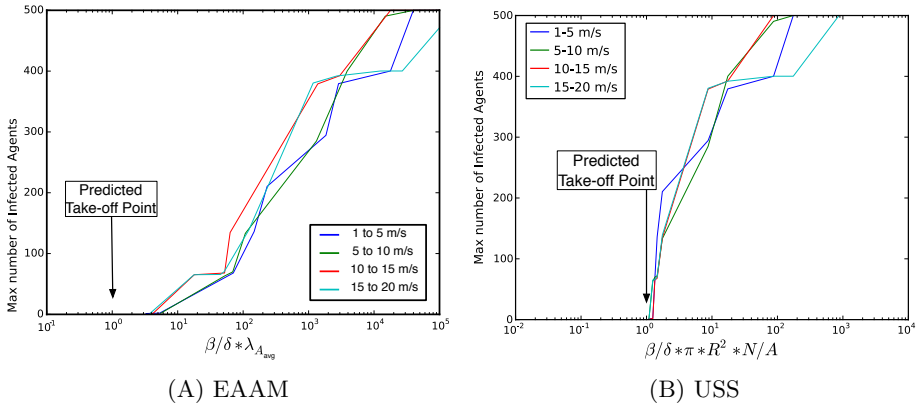 500
400
300
200
100
0
Max number of Infected Agents
Predicted
Take-off Point
1 to 5 m/s
5 to 10 m/s
10 to 15 m/s
15 to 20 m/s
10^-1 10^0 10^1 10^2 10^3 10^4 10^5
β/δ * λ_A_avg
(A) EAAM
500
400
300
200
100
0
Max number of Infected Agents
1-5 m/s
5-10 m/s
10-15 m/s
15-20 m/s
Predicted
Take-off Point
10^-2 10^-1 10^0 10^1 10^2 10^3 10^4
β/δ * π * R^2 * N/A
(B) USS